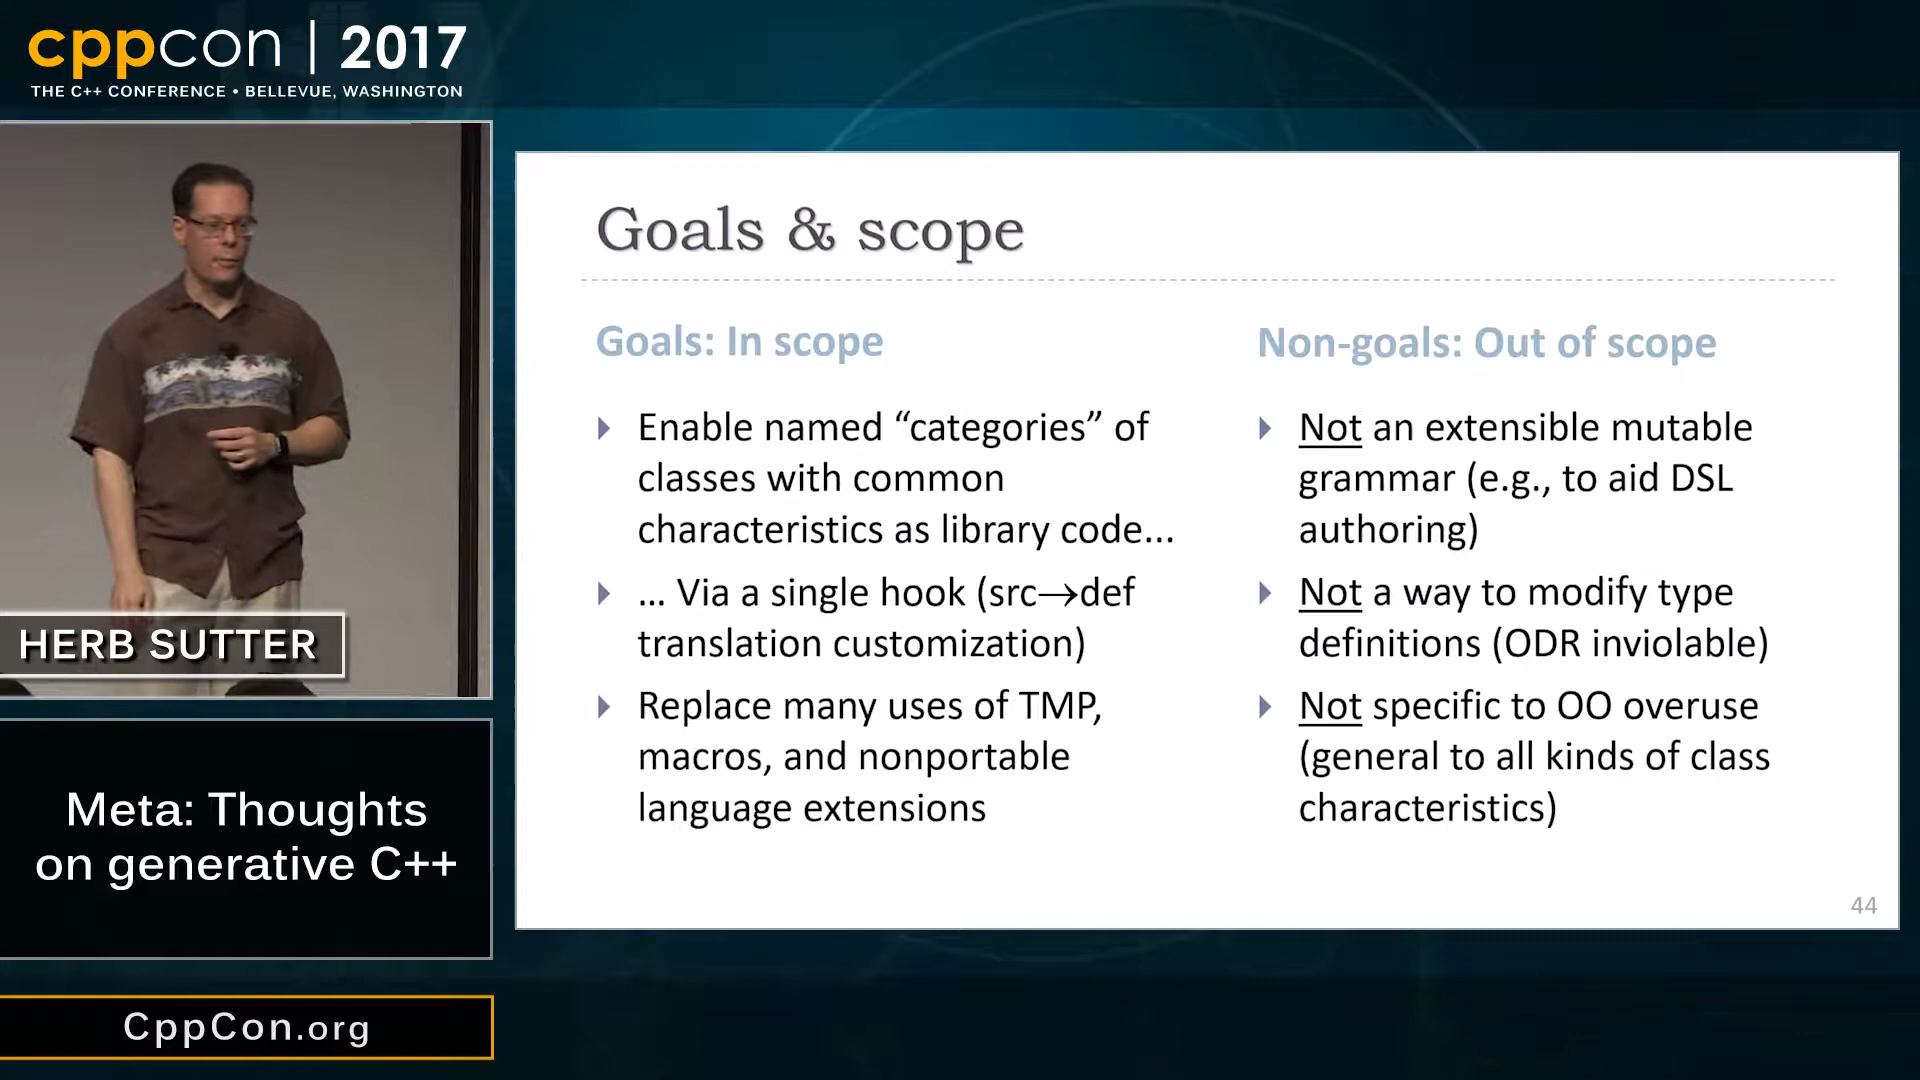 cppcon | 2017
THE C++ CONFERENCE • BELLEVUE, WASHINGTON
HERB SUTTER
Meta: Thoughts
on generative C++
CppCon.org
Goals & scope
Goals: In scope
Enable named “categories” of
classes with common
characteristics as library code...
... Via a single hook (src→def
translation customization)
Replace many uses of TMP,
macros, and nonportable
language extensions
Non-goals: Out of scope
Not an extensible mutable
grammar (e.g., to aid DSL
authoring)
Not a way to modify type
definitions (ODR inviolable)
Not specific to OO overuse
(general to all kinds of class
characteristics)
44